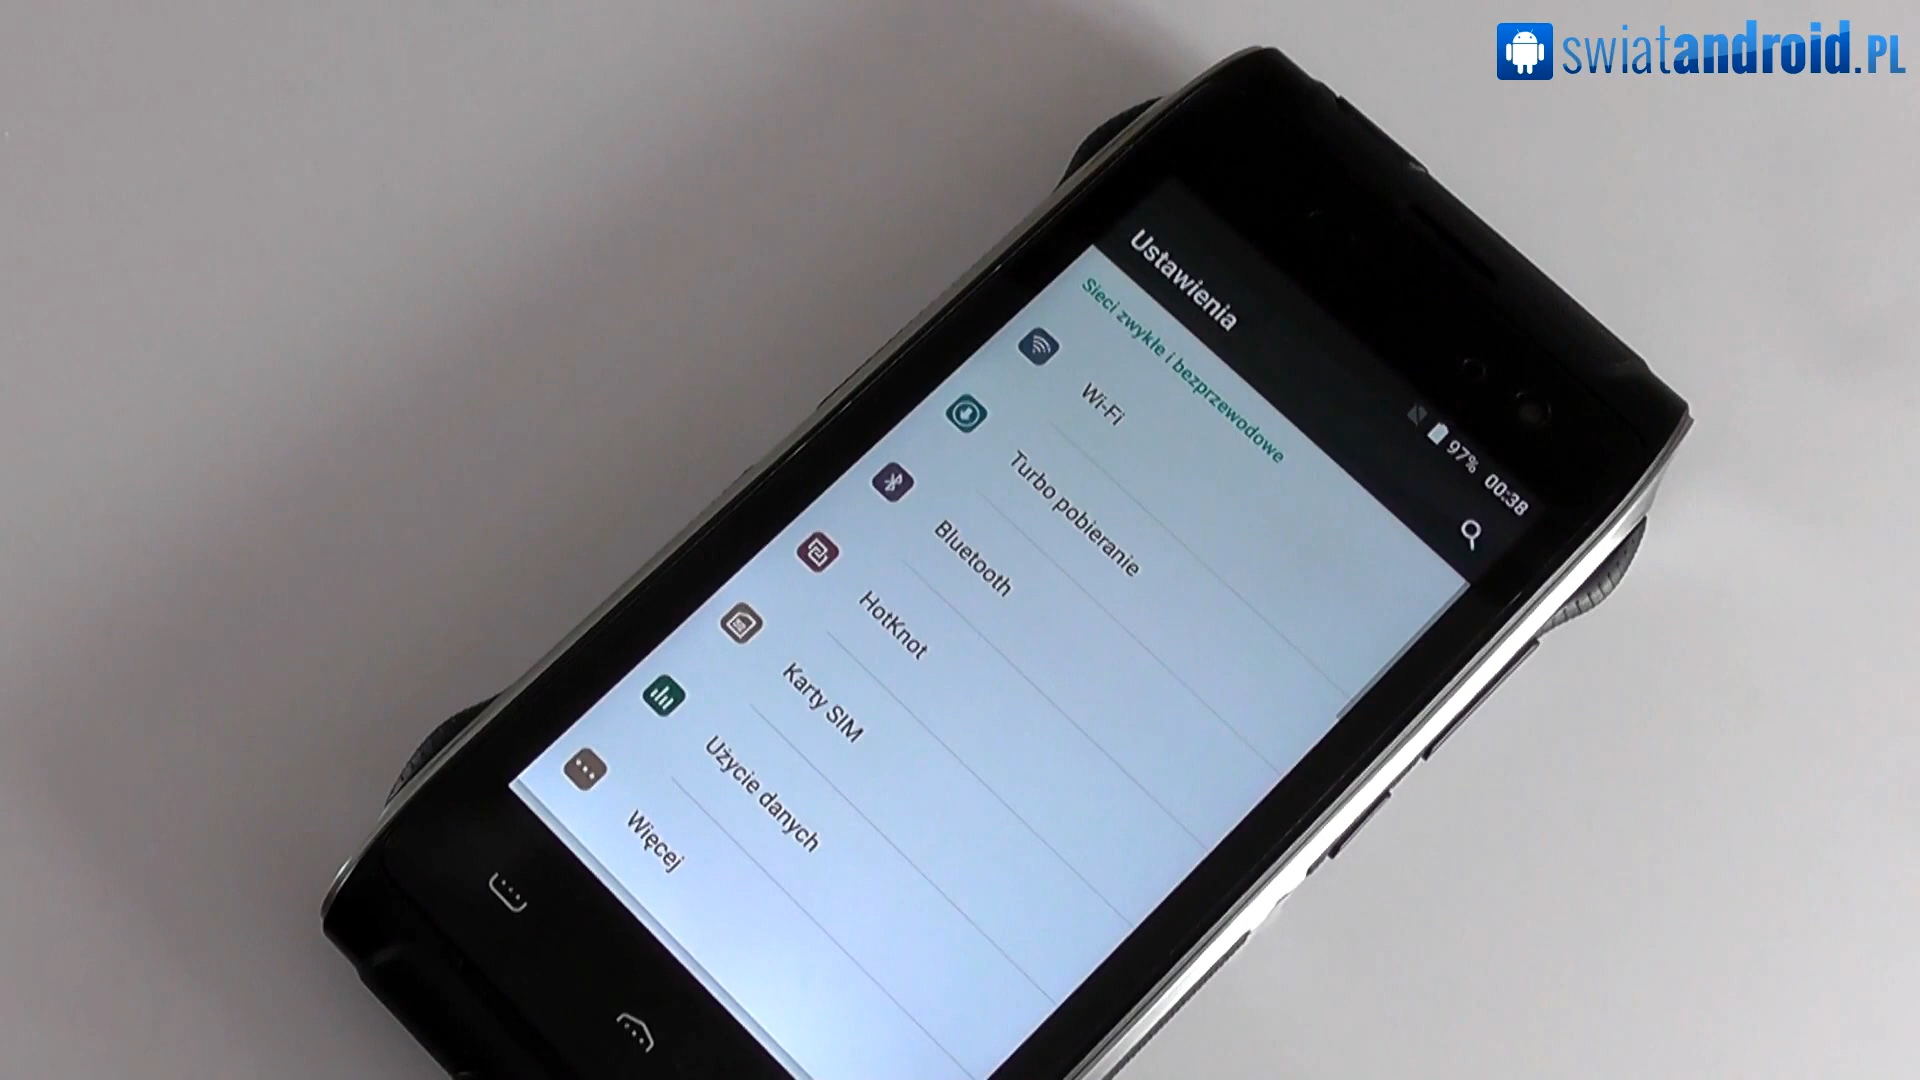 swiatandroid.PL
97% 00:38
Ustawienia
Sieci zwykłe i bezprzewodowe
Wi-Fi
Turbo pobieranie
Bluetooth
HotKnot
Karty SIM
Użycie danych
Więcej